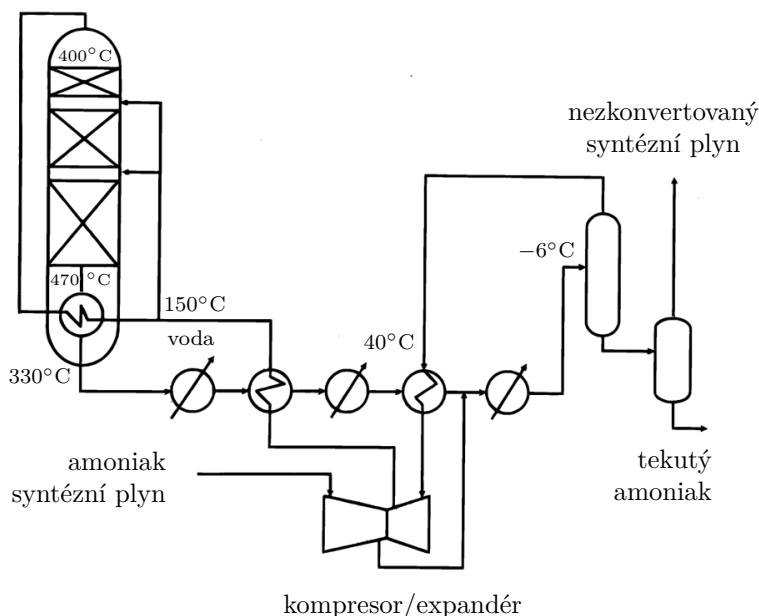 400°C
nezkonvertovaný
syntézní plyn
−6°C
470 °C
150°C
voda
40°C
330°C
amoniak
syntézní plyn
tekutý
amoniak
kompresor/expandér